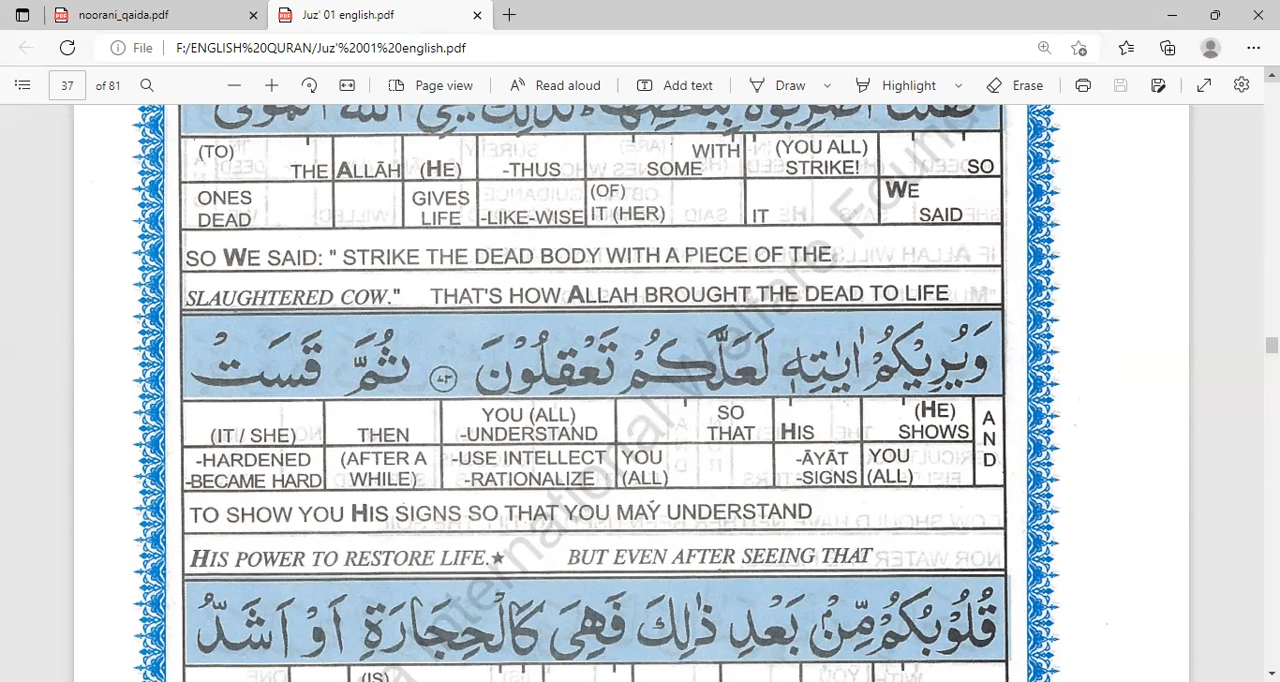 noorani_qaida.pdf
Juz' 01 english.pdf
File F:/ENGLISH%20QURAN/Juz'%2001%20english.pdf
37 of 81 Page view Read aloud Add text Draw Highlight Erase
(TO) THE ALLĀH (HE) -THUS SOME WITH (YOU ALL) STRIKE! SO
ONES DEAD GIVES LIFE -LIKE-WISE (OF) IT (HER) IT WE SAID
SO WE SAID: " STRIKE THE DEAD BODY WITH A PIECE OF THE
SLAUGHTERED COW." THAT'S HOW ALLAH BROUGHT THE DEAD TO LIFE
وَيُرِيْكُمْ اٰيٰتِهٖ لَعَلَّكُمْ تَعْقِلُوْنَ ۷۳ ثُمَّ قَسَتْ
(IT / SHE) THEN YOU (ALL) -UNDERSTAND SO THAT HIS (HE) SHOWS AND
-HARDENED -BECAME HARD (AFTER A WHILE) -USE INTELLECT -RATIONALIZE YOU (ALL) -ĀYĀT -SIGNS YOU (ALL)
TO SHOW YOU HIS SIGNS SO THAT YOU MAY UNDERSTAND
HIS POWER TO RESTORE LIFE.★ BUT EVEN AFTER SEEING THAT
قُلُوْبُكُمْ مِّنْۢ بَعْدِ ذٰلِكَ فَهِىَ كَالْحِجَارَةِ اَوْ اَشَدُّ
(IS)
International Welfare